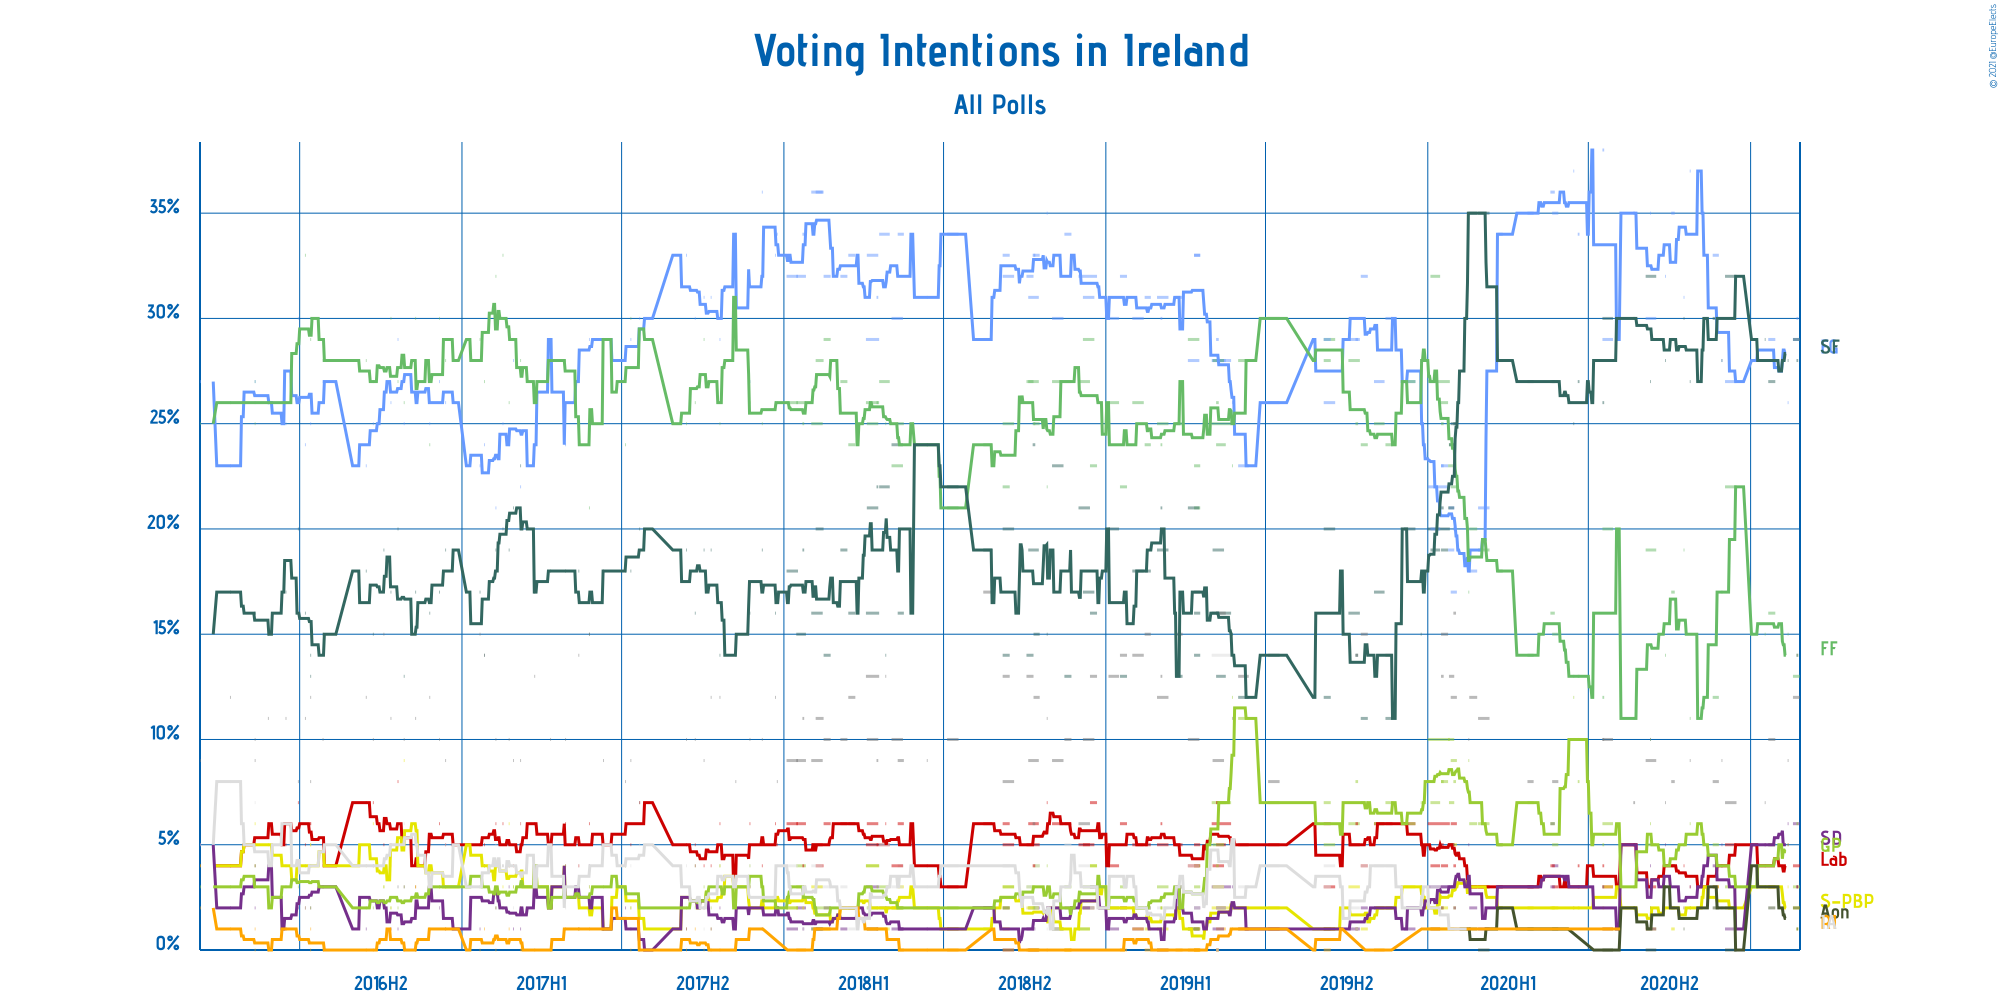 Voting Intentions in Ireland
All Polls
© 2021 @EuropeElects
35%
30%
25%
20%
15%
10%
5%
0%
SF
FF
SD
GP
Lab
S-PBP
Aon
2016H2 2017H1 2017H2 2018H1 2018H2 2019H1 2019H2 2020H1 2020H2